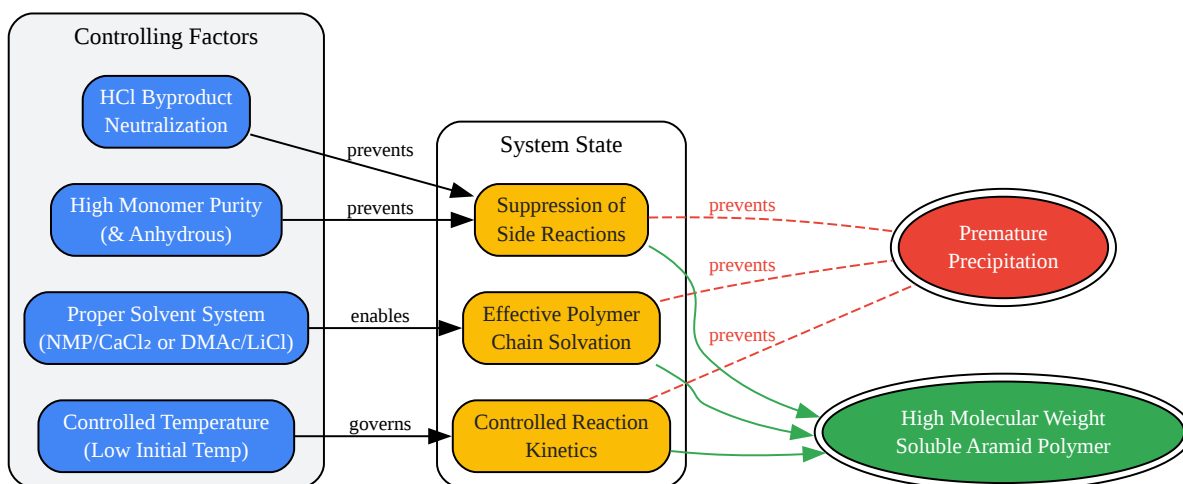 Controlling Factors
HCl Byproduct
Neutralization
prevents
High Monomer Purity
(& Anhydrous)
prevents
Proper Solvent System
(NMP/CaCl₂ or DMAc/LiCl)
enables
Controlled Temperature
(Low Initial Temp)
governs
System State
Suppression of
Side Reactions
Effective Polymer
Chain Solvation
Controlled Reaction
Kinetics
prevents
prevents
prevents
Premature
Precipitation
High Molecular Weight
Soluble Aramid Polymer